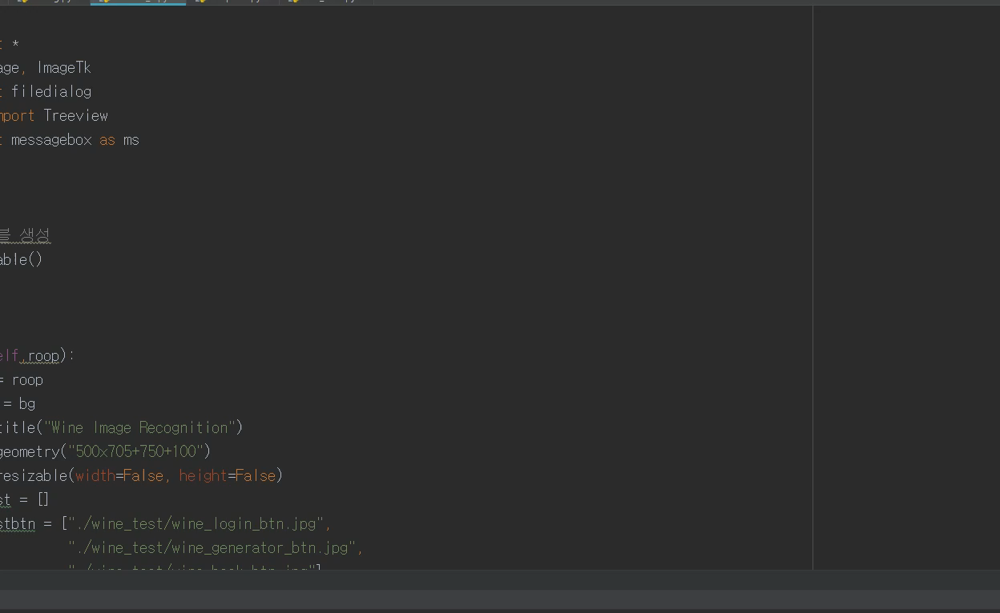 *
age, ImageTk
filedialog
mport Treeview
messagebox as ms
를 생성
able()
elf,roop):
= roop
= bg
title("Wine Image Recognition")
geometry("500x705+750+100")
resizable(width=False, height=False)
st = []
stbtn = ["./wine_test/wine_login_btn.jpg",
"./wine_test/wine_generator_btn.jpg",
"./wine_test/wine_back_btn.jpg"]